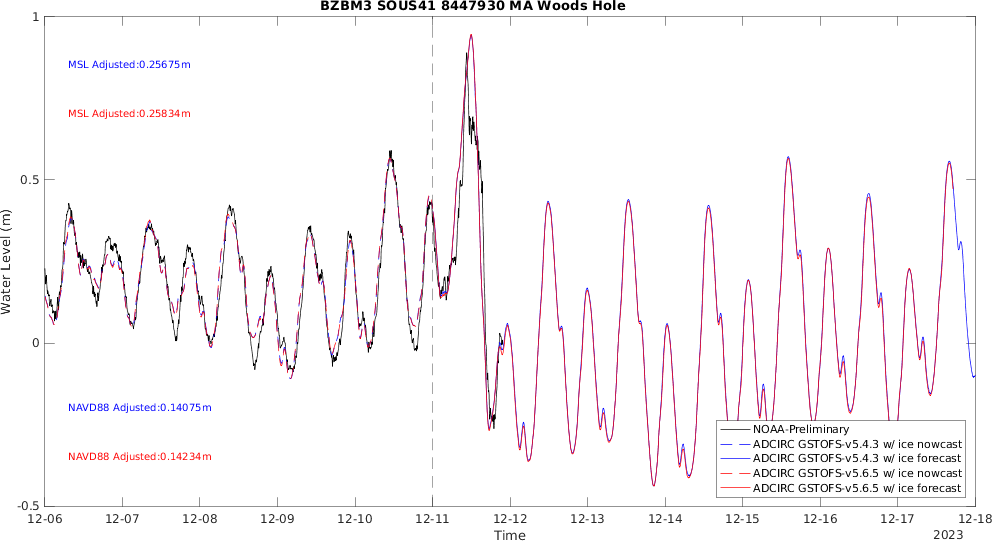 BZBM3 SOUS41 8447930 MA Woods Hole
1
MSL Adjusted:0.25675m
MSL Adjusted:0.25834m
0.5
Water Level (m)
0
NAVD88 Adjusted:0.14075m
NAVD88 Adjusted:0.14234m
NOAA-Preliminary
ADCIRC GSTOFS-v5.4.3 w/ ice nowcast
ADCIRC GSTOFS-v5.4.3 w/ ice forecast
ADCIRC GSTOFS-v5.6.5 w/ ice nowcast
ADCIRC GSTOFS-v5.6.5 w/ ice forecast
-0.5
12-06 12-07 12-08 12-09 12-10 12-11 12-12 12-13 12-14 12-15 12-16 12-17 12-18
Time
2023